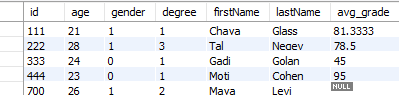 id age gender degree firstName lastName avg_grade
111 21 1 1 Chava Glass 81.3333
222 28 1 3 Tal Negev 78.5
333 24 0 1 Gadi Golan 45
444 23 0 1 Moti Cohen 95
700 26 1 2 Maya Levi NULL